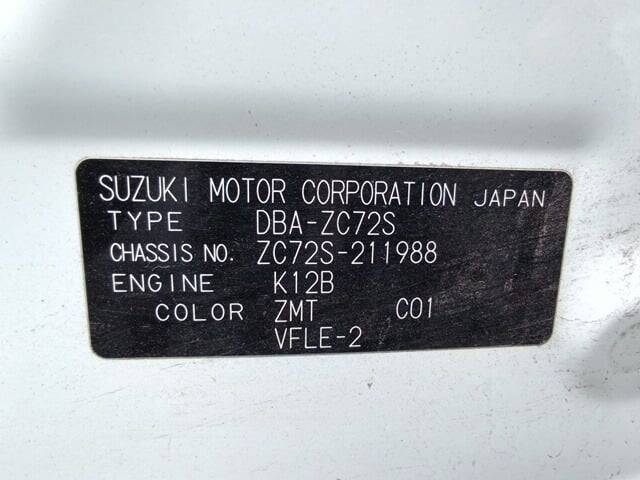 SUZUKI MOTOR CORPORATION JAPAN
TYPE DBA-ZC72S
CHASSIS NO. ZC72S-211988
ENGINE K12B
COLOR ZMT C01
VFLE-2